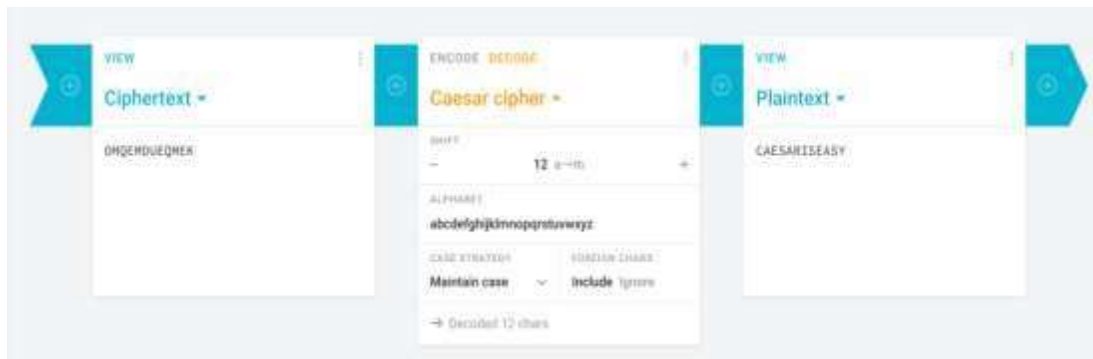 VIEW
Ciphertext
OMQEMDUEQMEK
ENCODE DECODE
Caesar cipher
SHIFT
− 12 a→m +
ALPHABET
abcdefghijklmnopqrstuvwxyz
CASE STRATEGY
Maintain case
FOREIGN CHARS
Include Ignore
→ Decoded 12 chars
VIEW
Plaintext
CAESARISEASY